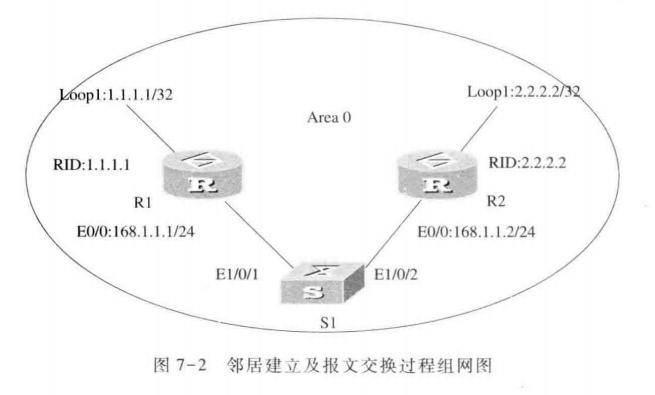 Loop1:1.1.1.1/32
Loop1:2.2.2.2/32
Area 0
RID:1.1.1.1
RID:2.2.2.2
R
R
R1
R2
E0/0:168.1.1.1/24
E0/0:168.1.1.2/24
E1/0/1
E1/0/2
S
S1
图 7-2 邻居建立及报文交换过程组网图